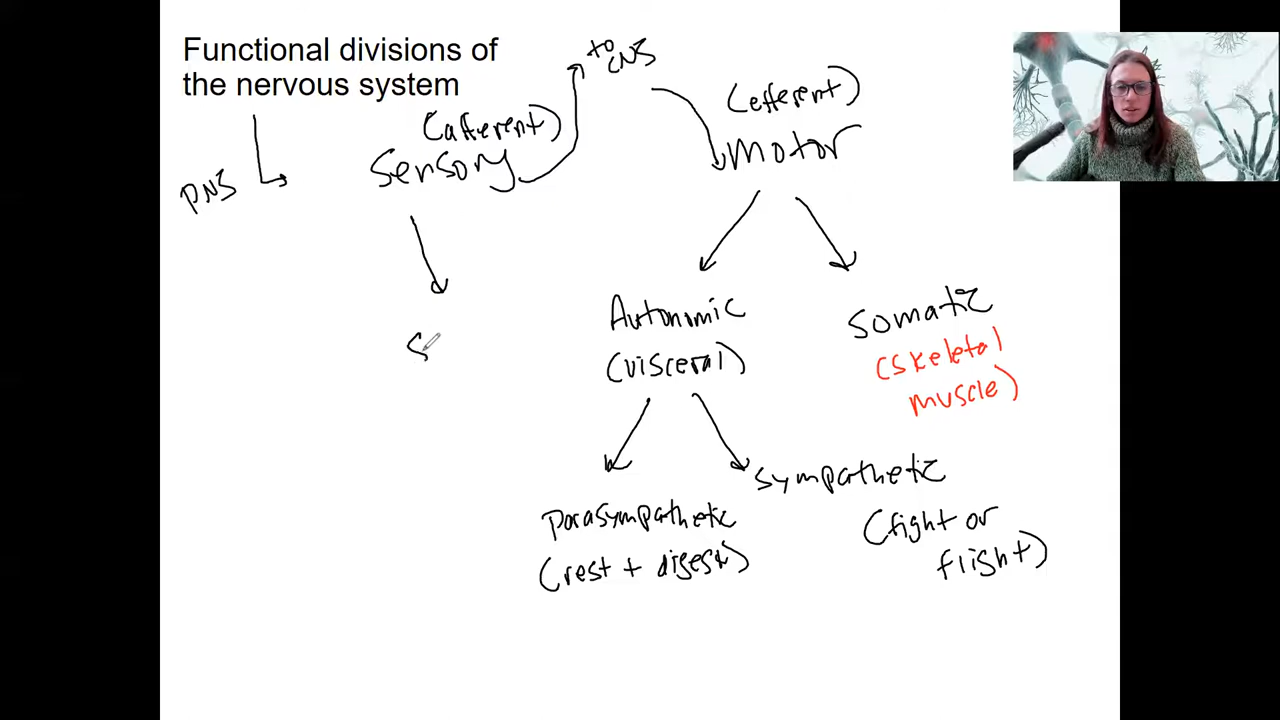 Functional divisions of
the nervous system
to CNS
(efferent)
(afferent)
motor
sensory
PNS
Autonomic
(visceral)
somatic
(skeletal
muscle)
S
sympathetic
(fight or
flight)
parasympathetic
(rest + digest)